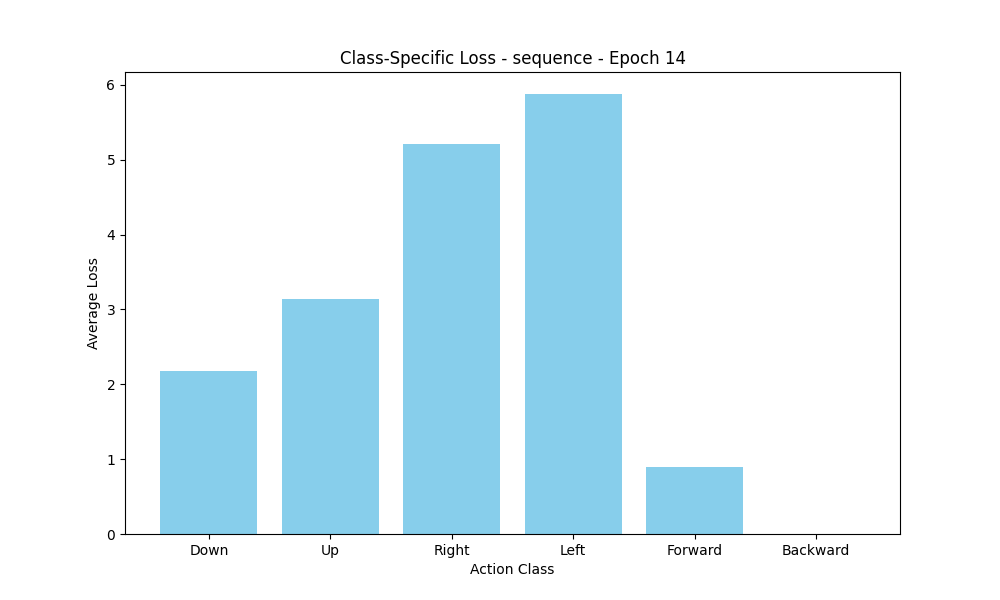 Class-Specific Loss - sequence - Epoch 14
6
5
4
3
2
1
0
Average Loss
Down Up Right Left Forward Backward
Action Class